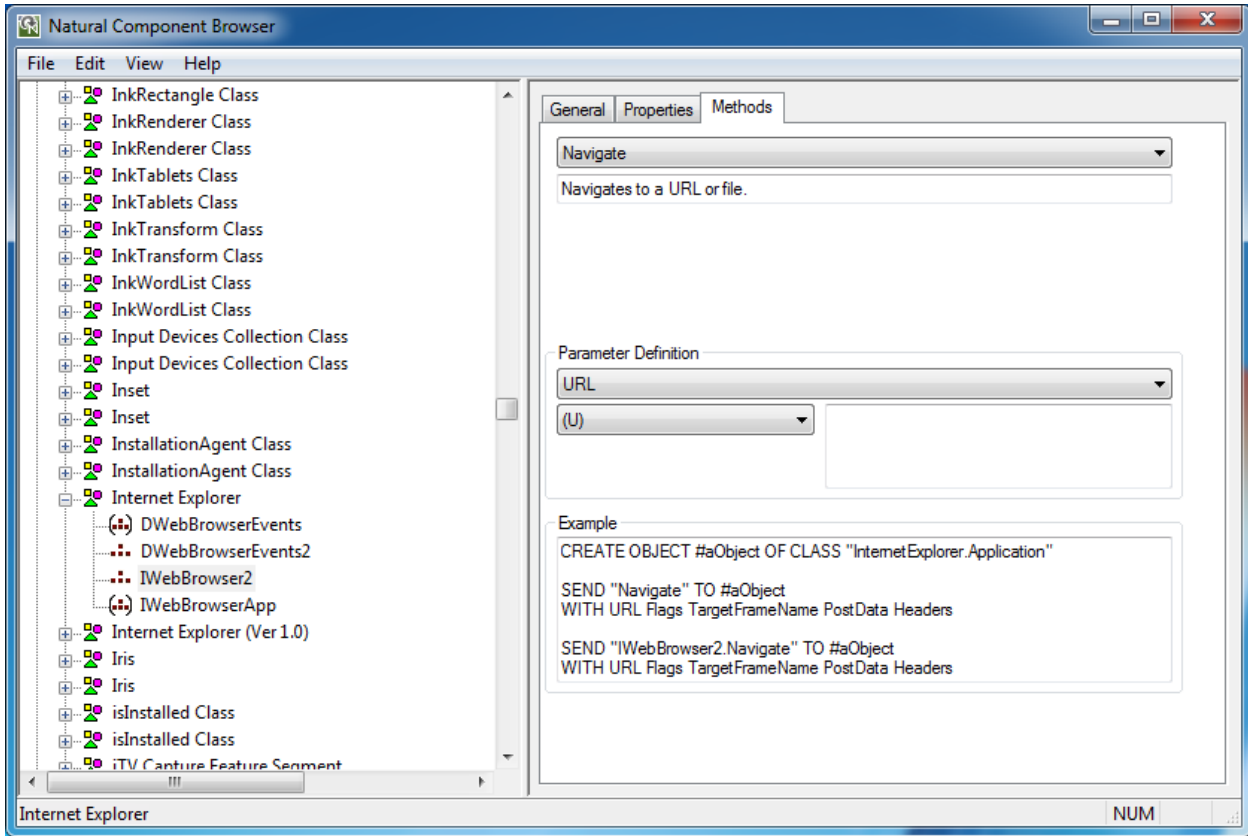 Natural Component Browser
File Edit View Help
InkRectangle Class
InkRenderer Class
InkRenderer Class
InkTablets Class
InkTablets Class
InkTransform Class
InkTransform Class
InkWordList Class
InkWordList Class
Input Devices Collection Class
Input Devices Collection Class
Inset
Inset
InstallationAgent Class
InstallationAgent Class
Internet Explorer
DWebBrowserEvents
DWebBrowserEvents2
IWebBrowser2
IWebBrowserApp
Internet Explorer (Ver 1.0)
Iris
Iris
isInstalled Class
isInstalled Class
iTV Capture Feature Segment
General Properties Methods
Navigate
Navigates to a URL or file.
Parameter Definition
URL
(U)
Example
CREATE OBJECT #aObject OF CLASS "InternetExplorer.Application"
SEND "Navigate" TO #aObject
WITH URL Flags TargetFrameName PostData Headers
SEND "IWebBrowser2.Navigate" TO #aObject
WITH URL Flags TargetFrameName PostData Headers
Internet Explorer NUM